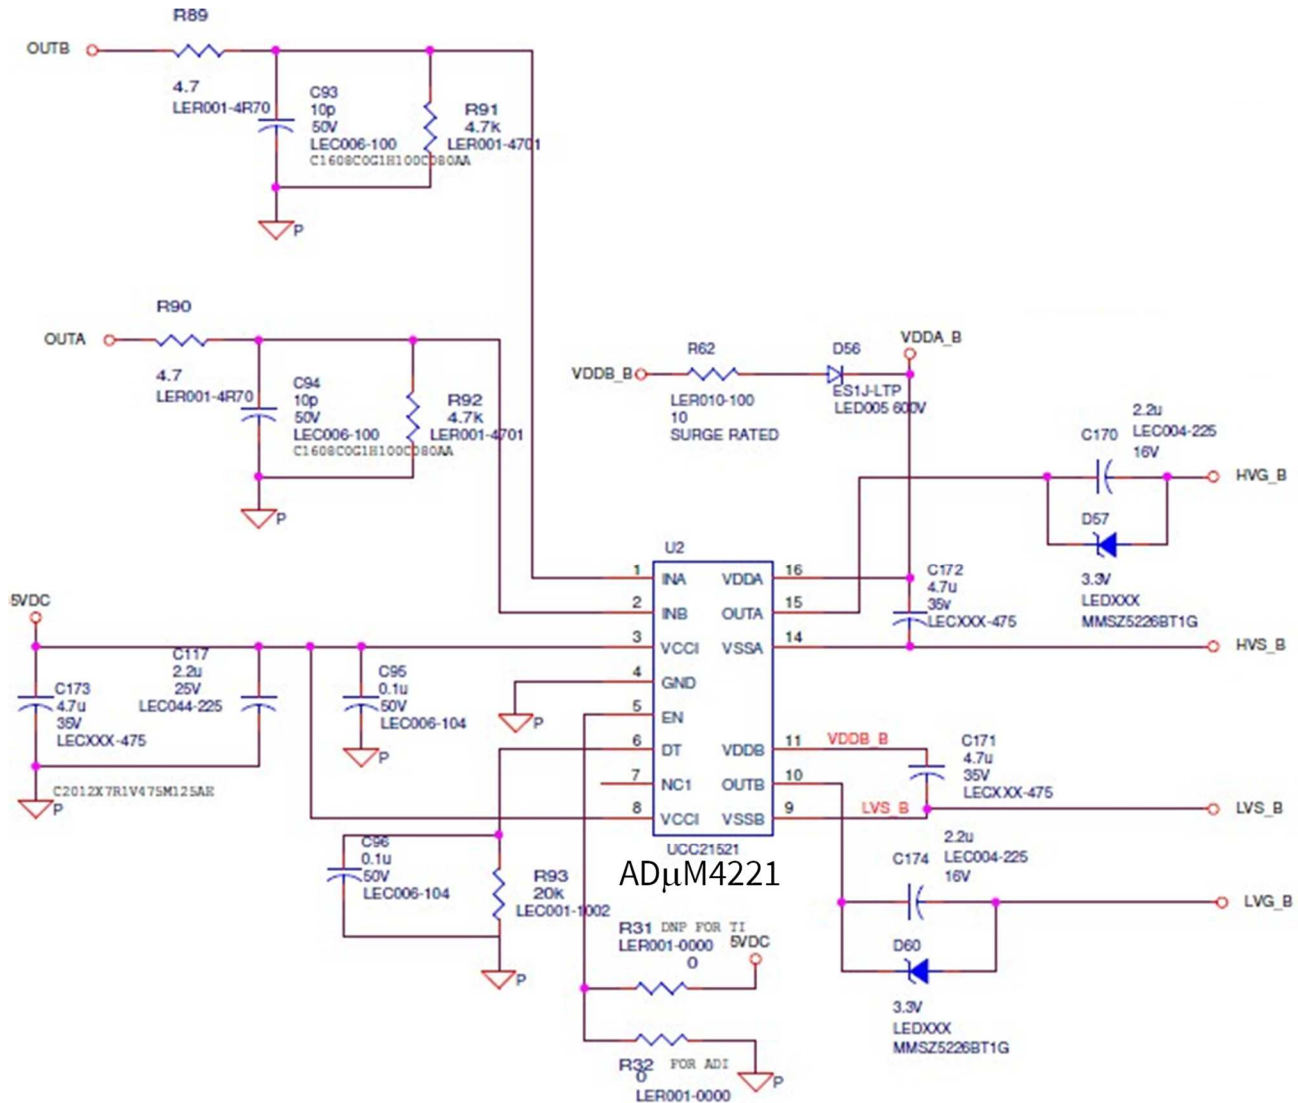 R89
OUTB
4.7
LER001-4R70
C93
10p
50V
LEC006-100
C1608C0G1H100C080AA
R91
4.7k
LER001-4701
P
R90
OUTA
4.7
LER001-4R70
C94
10p
50V
LEC006-100
C1608C0G1H100C080AA
R92
4.7k
LER001-4701
P
VDDB_B
R62
LER010-100
10
SURGE RATED
D56
ES1J-LTP
LED005 600V
VDDA_B
2.2u
LEC004-225
16V
C170
HVG_B
D57
3.3V
LEDXXX
MMSZ5226BT1G
C172
4.7u
35v
LECXXX-475
HVS_B
U2
1 INA VDDA 16
2 INB OUTA 15
3 VCCI VSSA 14
4 GND
5 EN
6 DT VDDB 11
7 NC1 OUTB 10
8 VCCI VSSB 9
UCC21521
ADµM4221
5VDC
C173
4.7u
35V
LECXXX-475
C2012X7R1V475M125AE
P
C117
2.2u
25V
LEC044-225
C95
0.1u
50V
LEC006-104
P
P
VDDB_B
LVS_B
C171
4.7u
35V
LECXXX-475
LVS_B
2.2u
LEC004-225
16V
C174
LVG_B
D60
3.3V
LEDXXX
MMSZ5226BT1G
C96
0.1u
50V
LEC006-104
R93
20k
LEC001-1002
P
R31 DNP FOR TI
LER001-0000
0
5VDC
R32 FOR ADI
0
LER001-0000
P